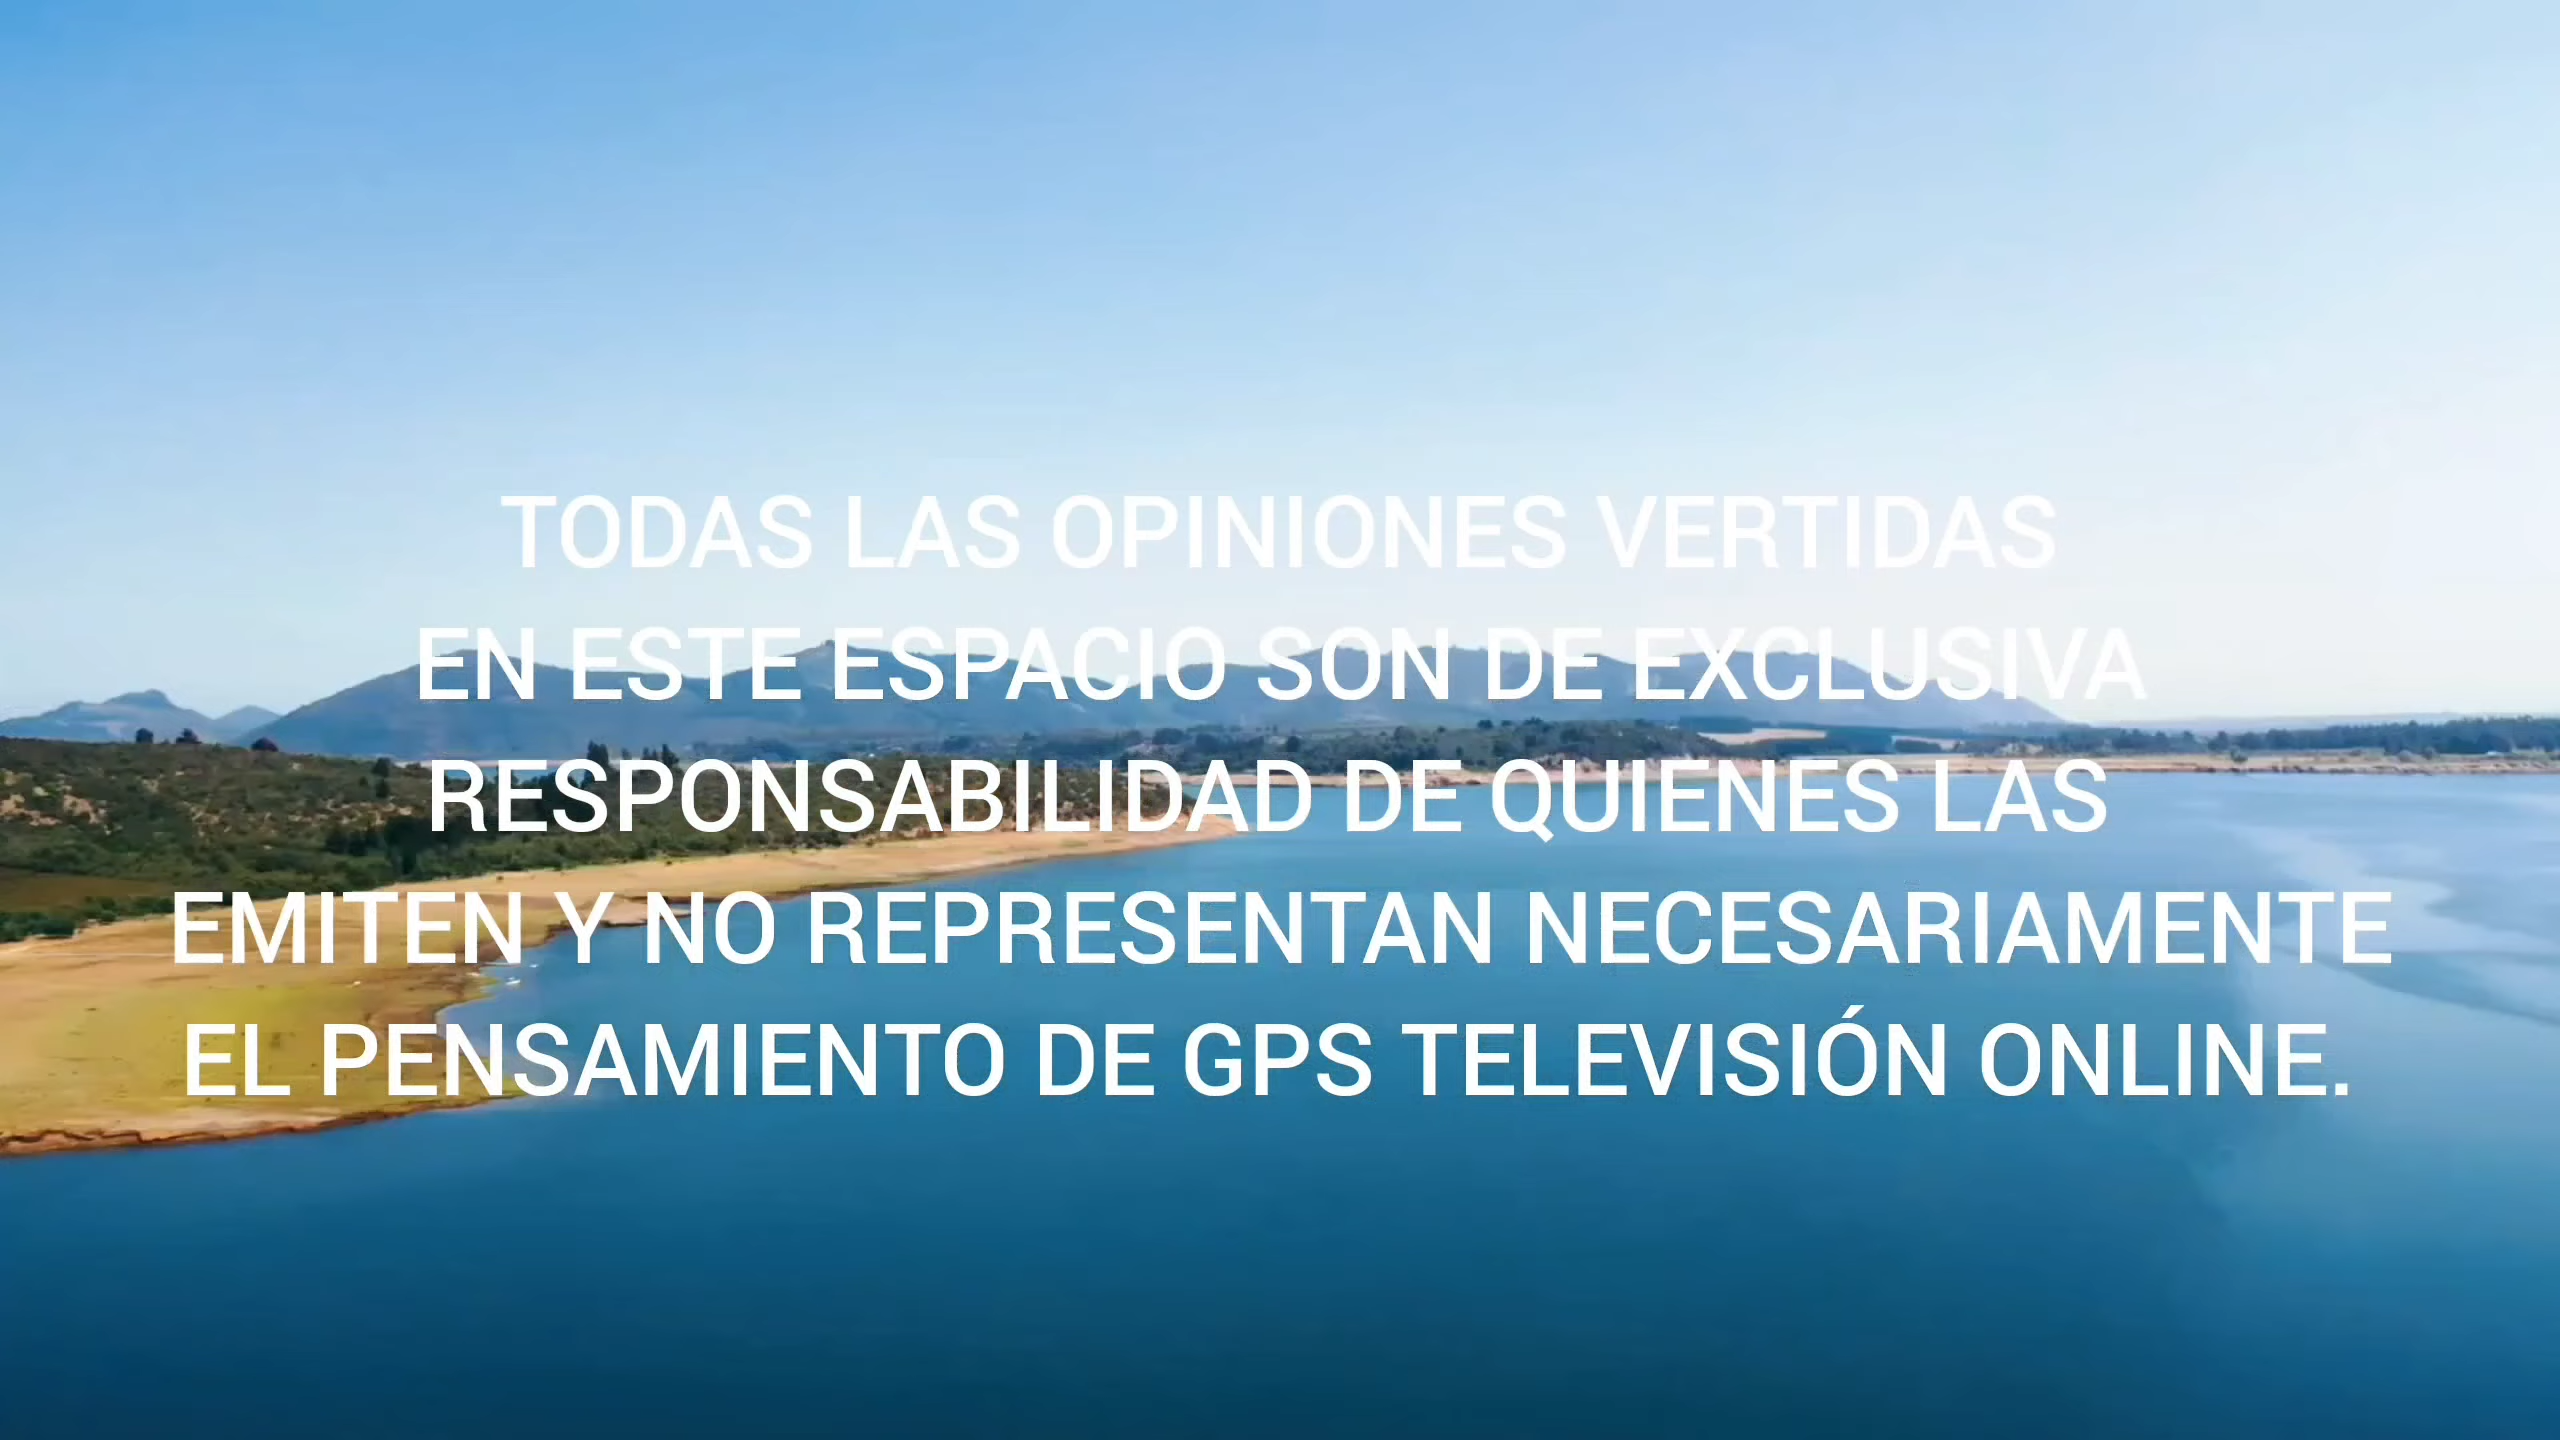 TODAS LAS OPINIONES VERTIDAS
EN ESTE ESPACIO SON DE EXCLUSIVA
RESPONSABILIDAD DE QUIENES LAS
EMITEN Y NO REPRESENTAN NECESARIAMENTE
EL PENSAMIENTO DE GPS TELEVISIÓN ONLINE.